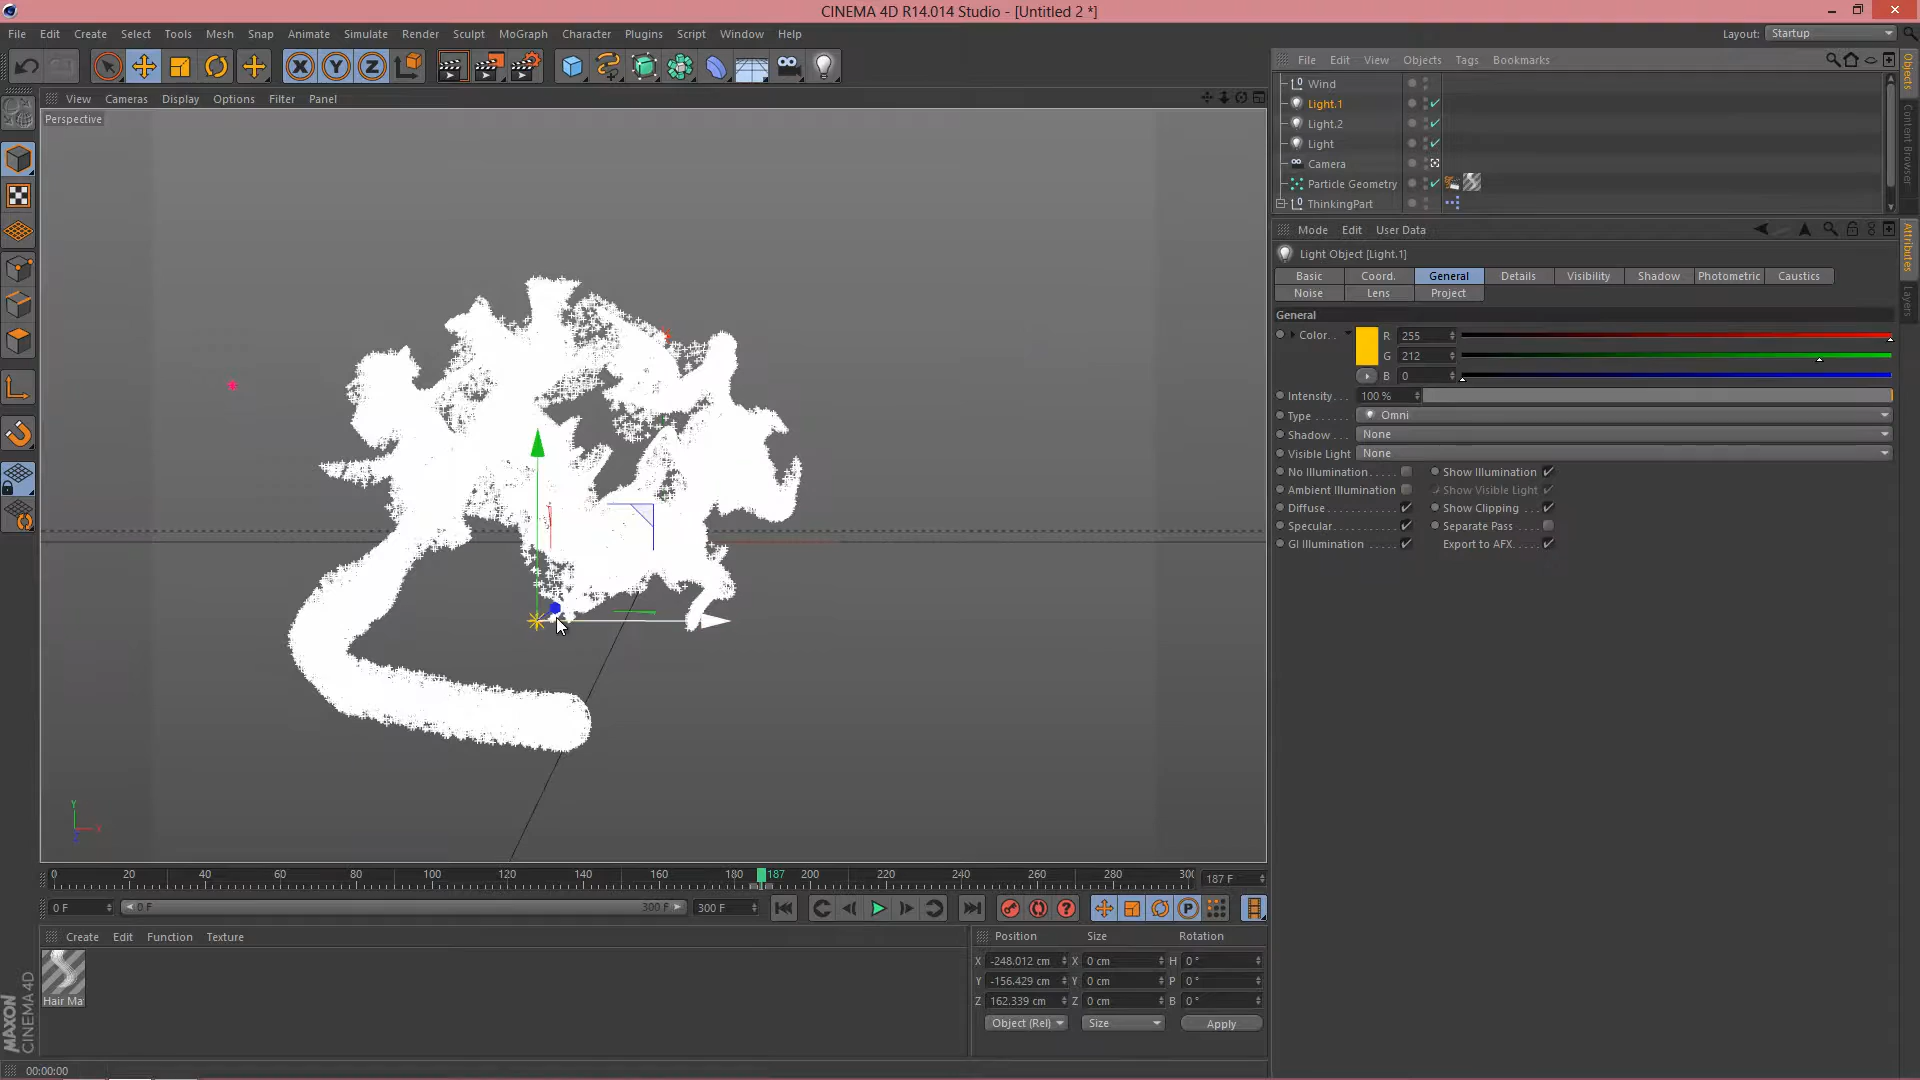 CINEMA 4D R14.014 Studio - [Untitled 2 *]
File Edit Create Select Tools Mesh Snap Animate Simulate Render Sculpt MoGraph Character Plugins Script Window Help
Layout: Startup
View Cameras Display Options Filter Panel
Perspective
File Edit View Objects Tags Bookmarks
Wind
Light.1
Light.2
Light
Camera
Particle Geometry
ThinkingPart
Objects
Content Browser
Mode Edit User Data
Light Object [Light.1]
Basic Coord. General Details Visibility Shadow Photometric Caustics
Noise Lens Project
Attributes
Layers
General
Color. . R 255
G 212
B 0
Intensity. . . 100 %
Type . . . . . . Omni
Shadow . . . None
Visible Light . None
No Illumination. . . . . Show Illumination
Ambient Illumination Show Visible Light
Diffuse . . . . . . . . . . . Show Clipping
Specular. . . . . . . . . . Separate Pass
GI Illumination . . . . . Export to AFX. . . .
Y
X
Z
0 20 40 60 80 100 120 140 160 180 187 200 220 240 260 280 300
187 F
0 F 0 F 300 F 300 F
P
Create Edit Function Texture
Position Size Rotation
X -248.012 cm X 0 cm H 0 °
Y -156.429 cm Y 0 cm P 0 °
Z 162.339 cm Z 0 cm B 0 °
Object (Rel) Size Apply
Hair Ma
MAXON
CINEMA 4D
00:00:00